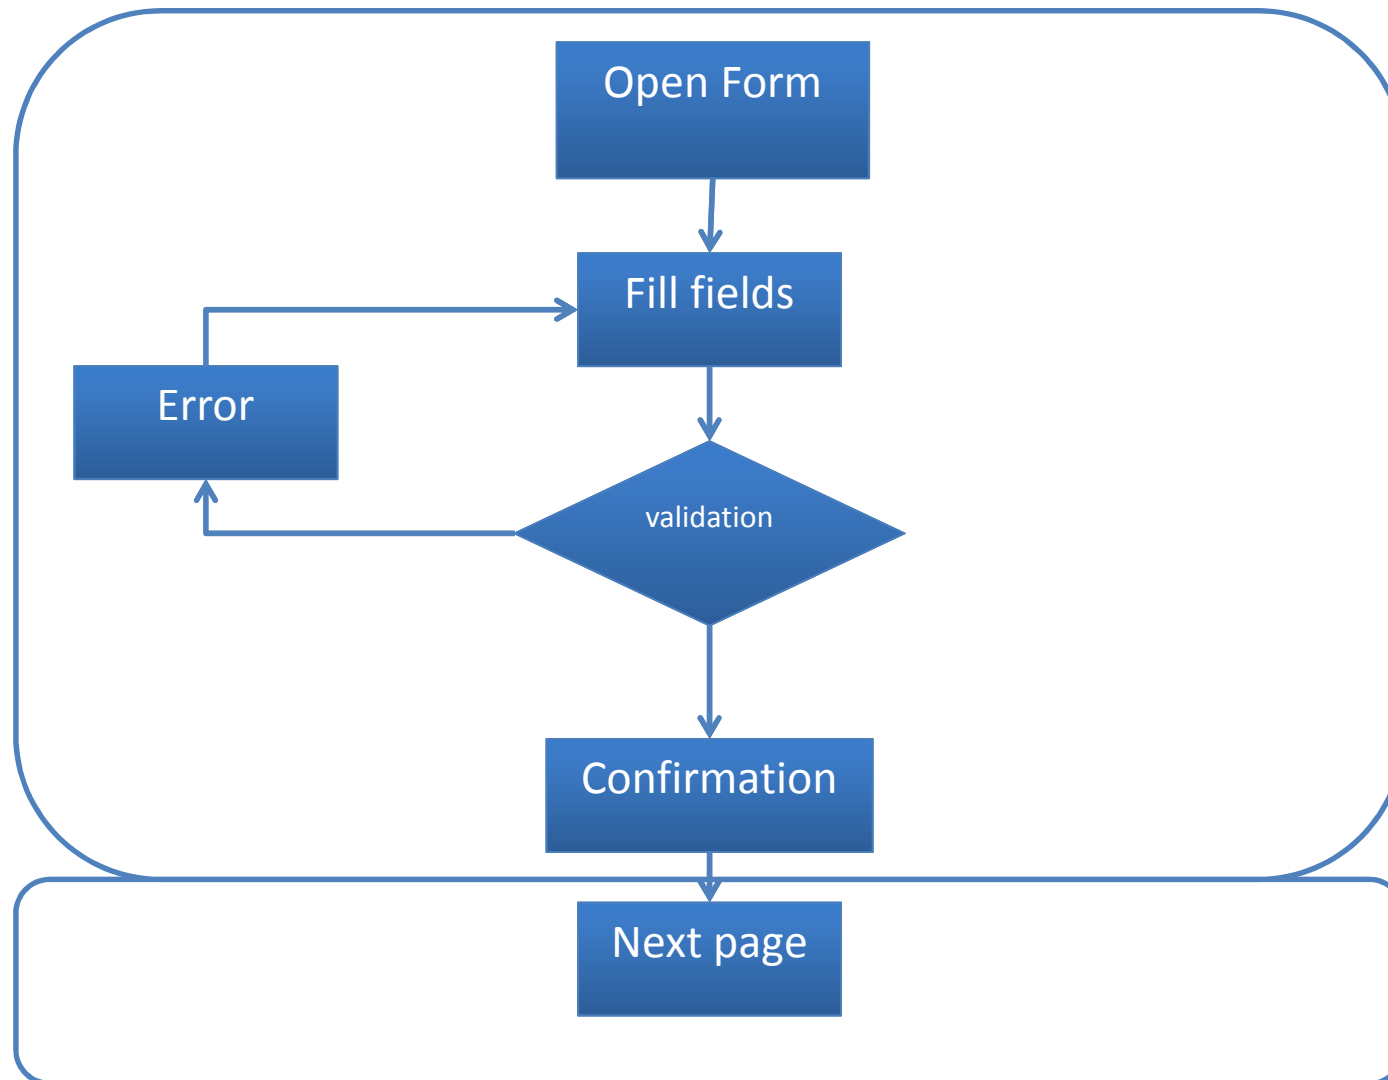 Open Form
Fill fields
Error
validation
Confirmation
Next page